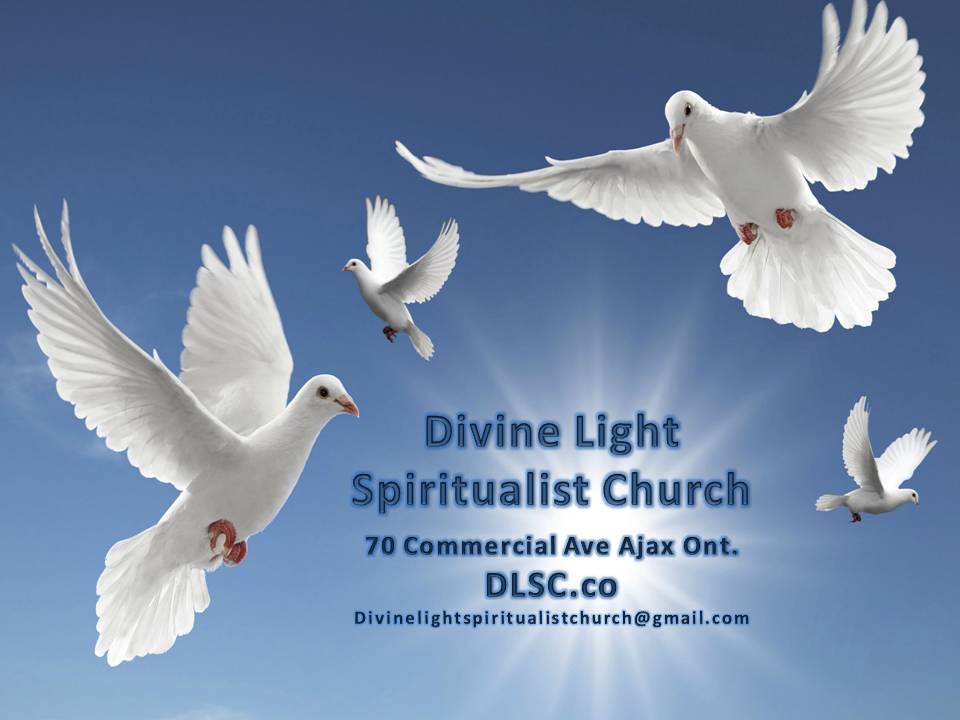 Divine Light
Spiritualist Church
70 Commercial Ave Ajax Ont.
DLSC.co
Divinelightspiritualistchurch@gmail.com